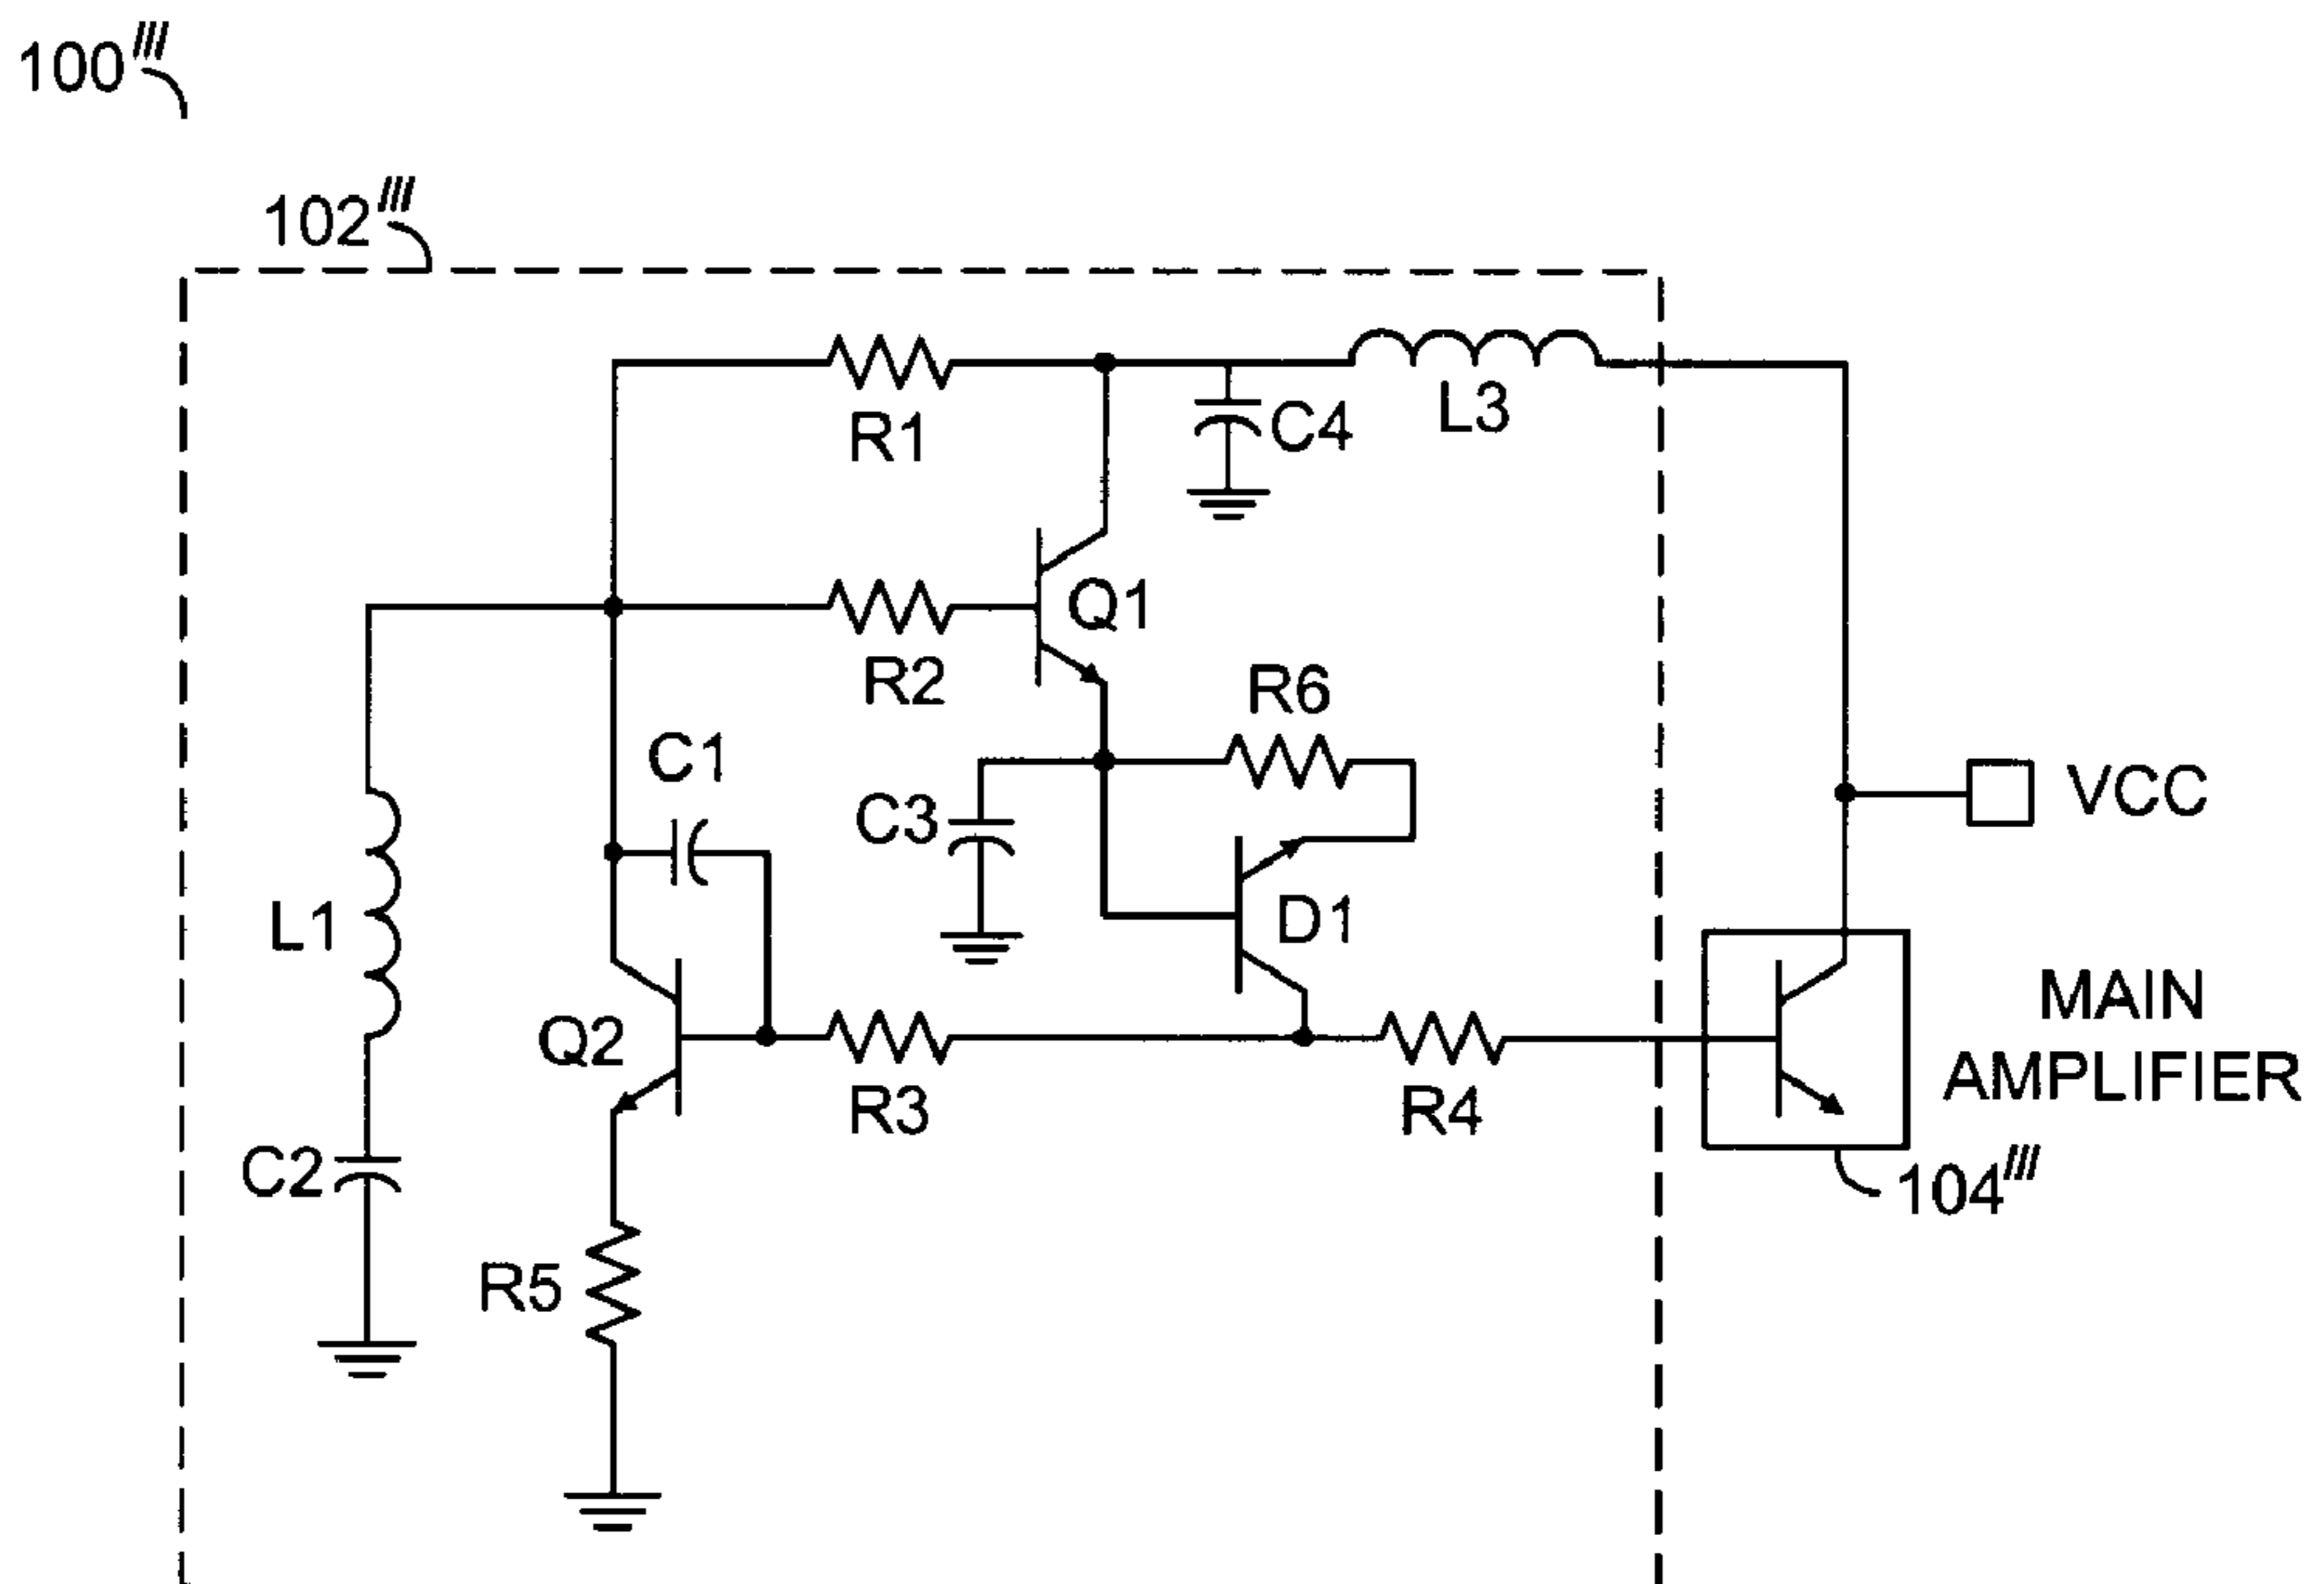 100////
102////
R1
C4
L3
R2
Q1
R6
C1
C3
VCC
L1
D1
Q2
R3
R4
MAIN
AMPLIFIER
C2
104////
R5